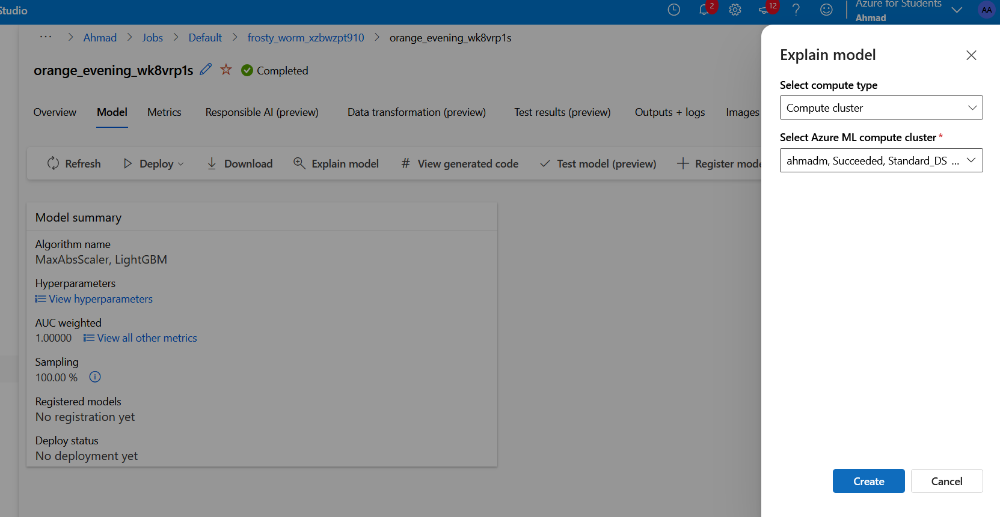 Studio
2
12
Azure for Students
Ahmad
AA
... > Ahmad > Jobs > Default > frosty_worm_xzbwzpt910 > orange_evening_wk8vrp1s
orange_evening_wk8vrp1s Completed
Overview Model Metrics Responsible AI (preview) Data transformation (preview) Test results (preview) Outputs + logs Images
Refresh Deploy Download Explain model # View generated code Test model (preview) Register mode
Model summary
Algorithm name
MaxAbsScaler, LightGBM
Hyperparameters
View hyperparameters
AUC weighted
1.00000 View all other metrics
Sampling
100.00 %
Registered models
No registration yet
Deploy status
No deployment yet
Explain model
Select compute type
Compute cluster
Select Azure ML compute cluster *
ahmadm, Succeeded, Standard_DS ...
Create Cancel